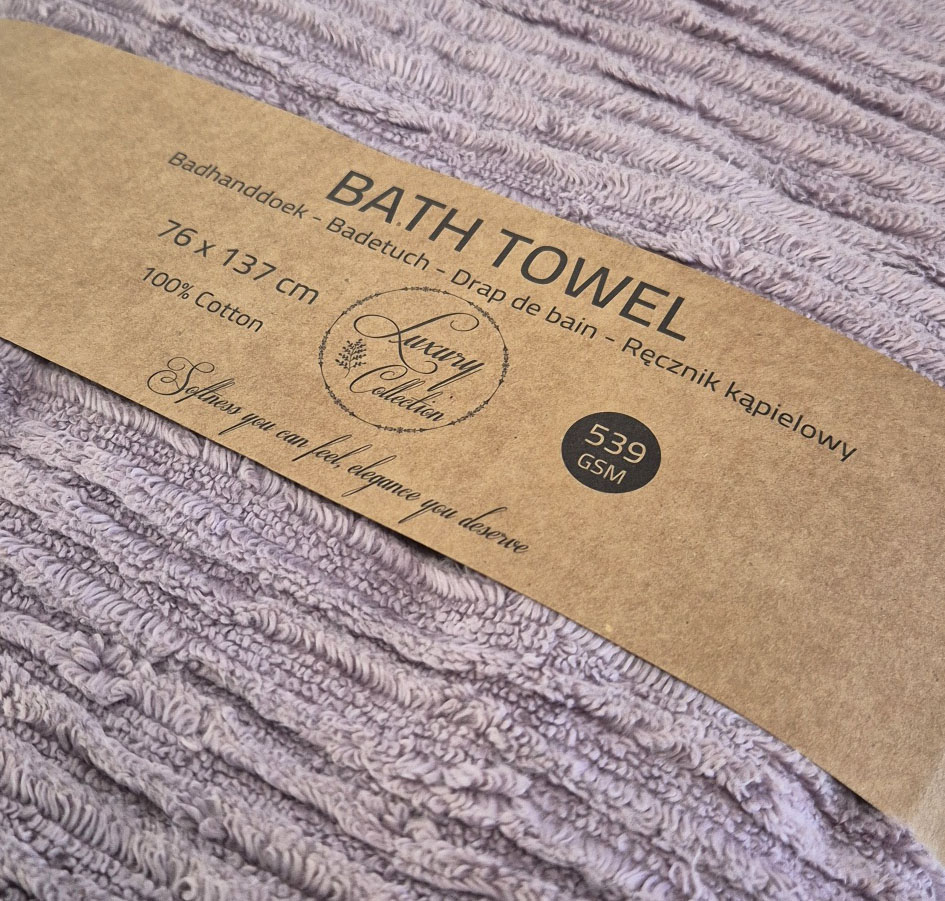 BATH TOWEL
Badhanddoek - Badetuch - Drap de bain - Ręcznik kąpielowy
76 x 137 cm
100% Cotton
Luxury
Collection
539
GSM
Softness you can feel, elegance you deserve